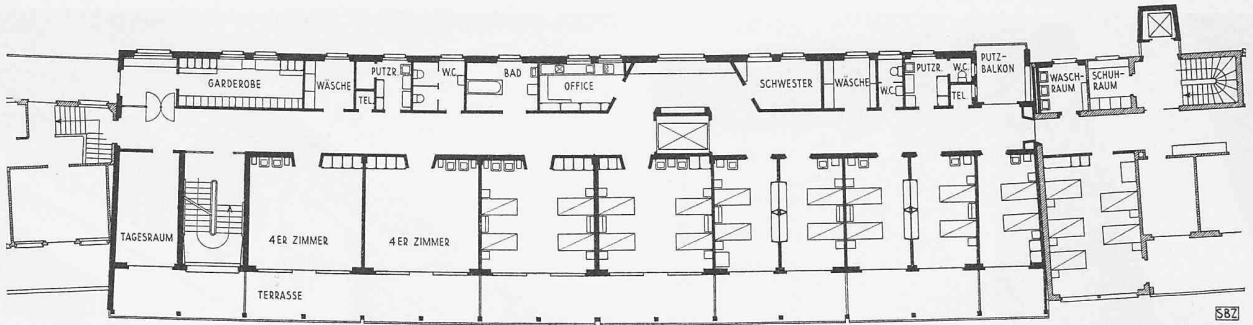 GARDEROBE
WÄSCHE
PUTZR.
TEL.
W.C.
BAD
OFFICE
SCHWESTER
WÄSCHE
W.C.
PUTZR.
W.C.
TEL.
PUTZ-
BALKON
WASCH-
RAUM
SCHUH-
RAUM
TAGESRAUM
4ER ZIMMER
4ER ZIMMER
TERRASSE
SBZ